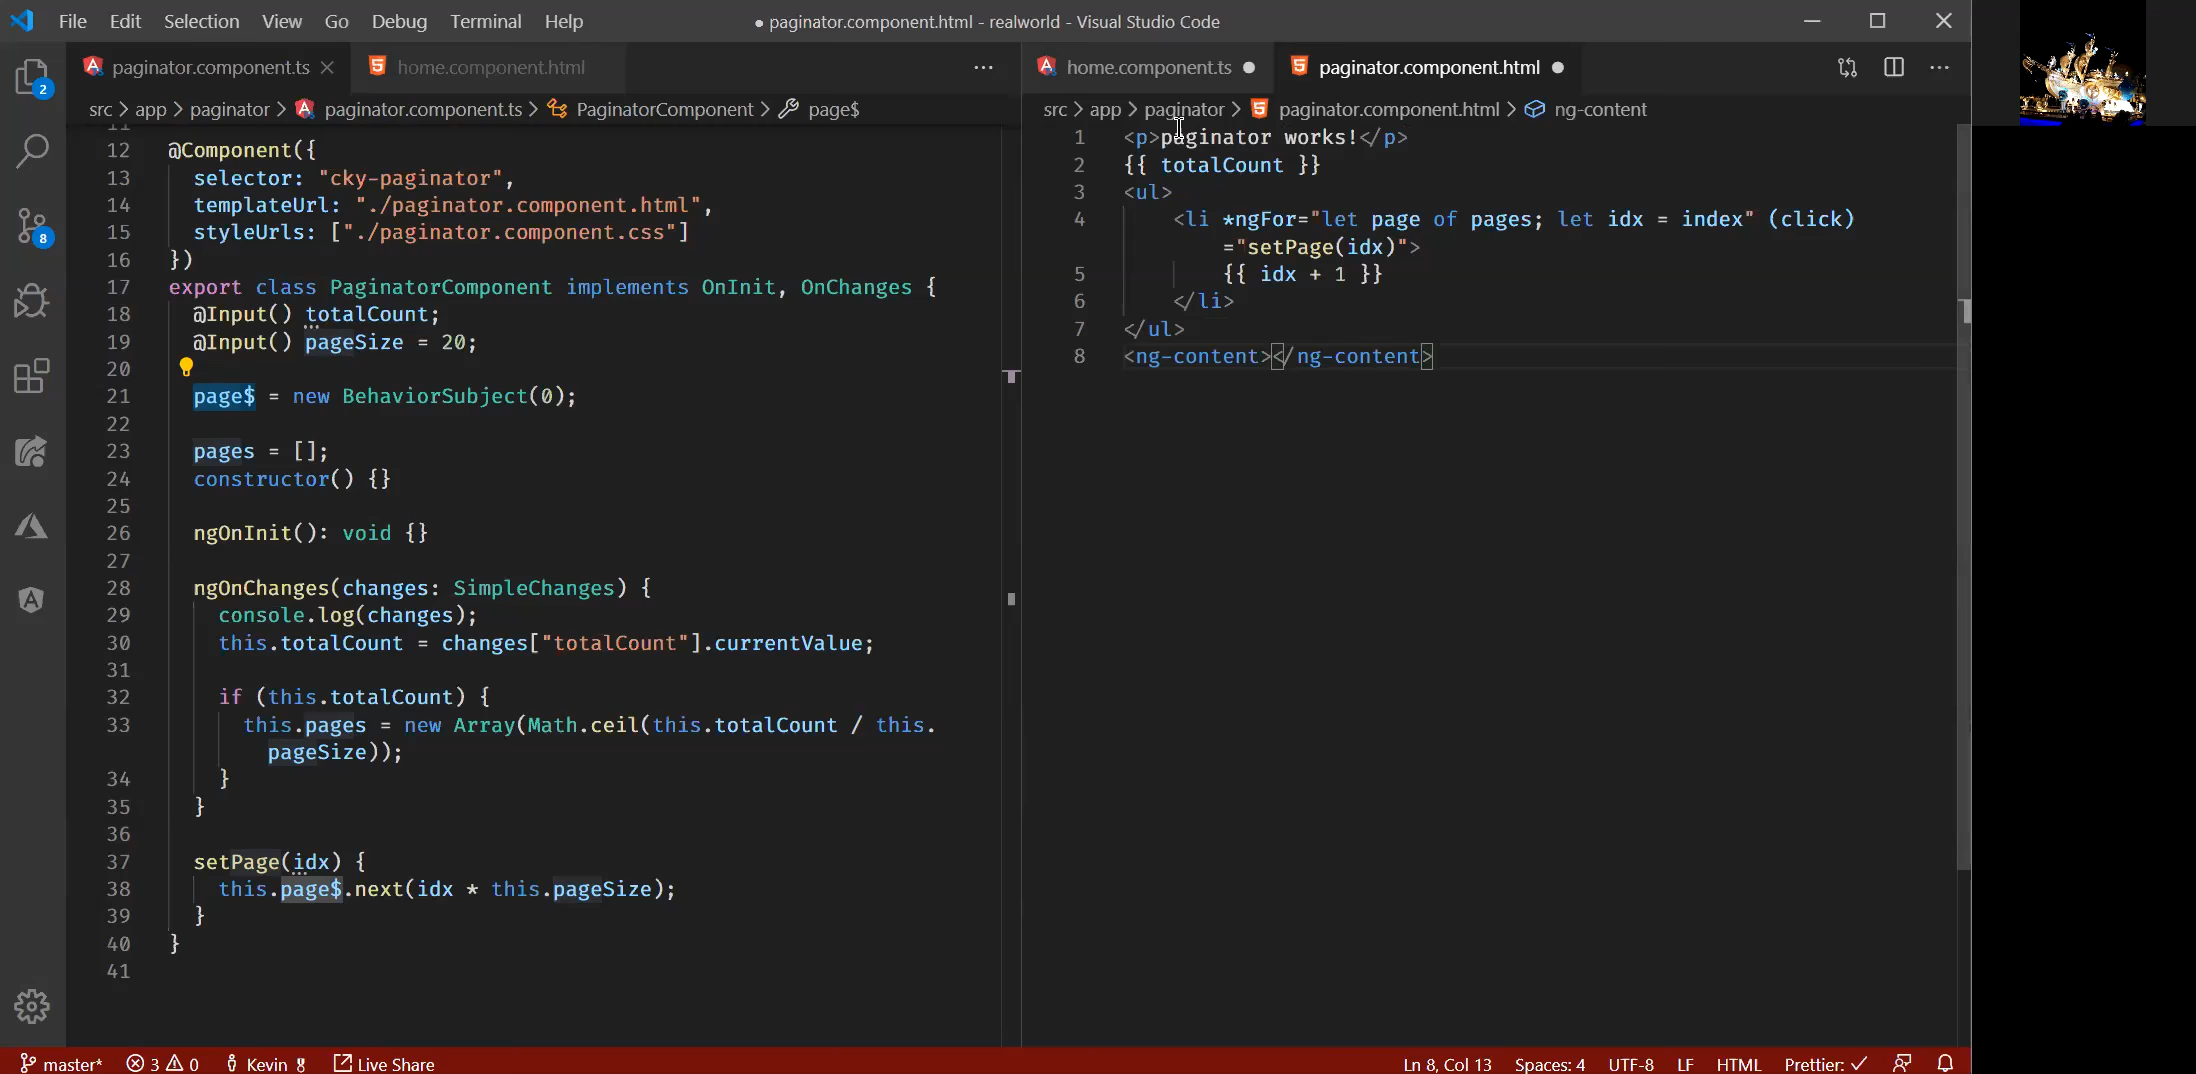 File Edit Selection View Go Debug Terminal Help
● paginator.component.html - realworld - Visual Studio Code
paginator.component.ts
home.component.html
src > app > paginator > paginator.component.ts > PaginatorComponent > page$
11
12 @Component({
13 selector: "cky-paginator",
14 templateUrl: "./paginator.component.html",
15 styleUrls: ["./paginator.component.css"]
16 })
17 export class PaginatorComponent implements OnInit, OnChanges {
18 @Input() totalCount;
19 @Input() pageSize = 20;
20
21 page$ = new BehaviorSubject(0);
22
23 pages = [];
24 constructor() {}
25
26 ngOnInit(): void {}
27
28 ngOnChanges(changes: SimpleChanges) {
29 console.log(changes);
30 this.totalCount = changes["totalCount"].currentValue;
31
32 if (this.totalCount) {
33 this.pages = new Array(Math.ceil(this.totalCount / this.
pageSize));
34 }
35 }
36
37 setPage(idx) {
38 this.page$.next(idx * this.pageSize);
39 }
40 }
41
home.component.ts ●
paginator.component.html ●
src > app > paginator > paginator.component.html > ng-content
1 <p>paginator works!</p>
2 {{ totalCount }}
3 <ul>
4 <li *ngFor="let page of pages; let idx = index" (click)
="setPage(idx)">
5 {{ idx + 1 }}
6 </li>
7 </ul>
8 <ng-content></ng-content>
2
8
master* 3 0 Kevin Live Share
Ln 8, Col 13 Spaces: 4 UTF-8 LF HTML Prettier: ✓